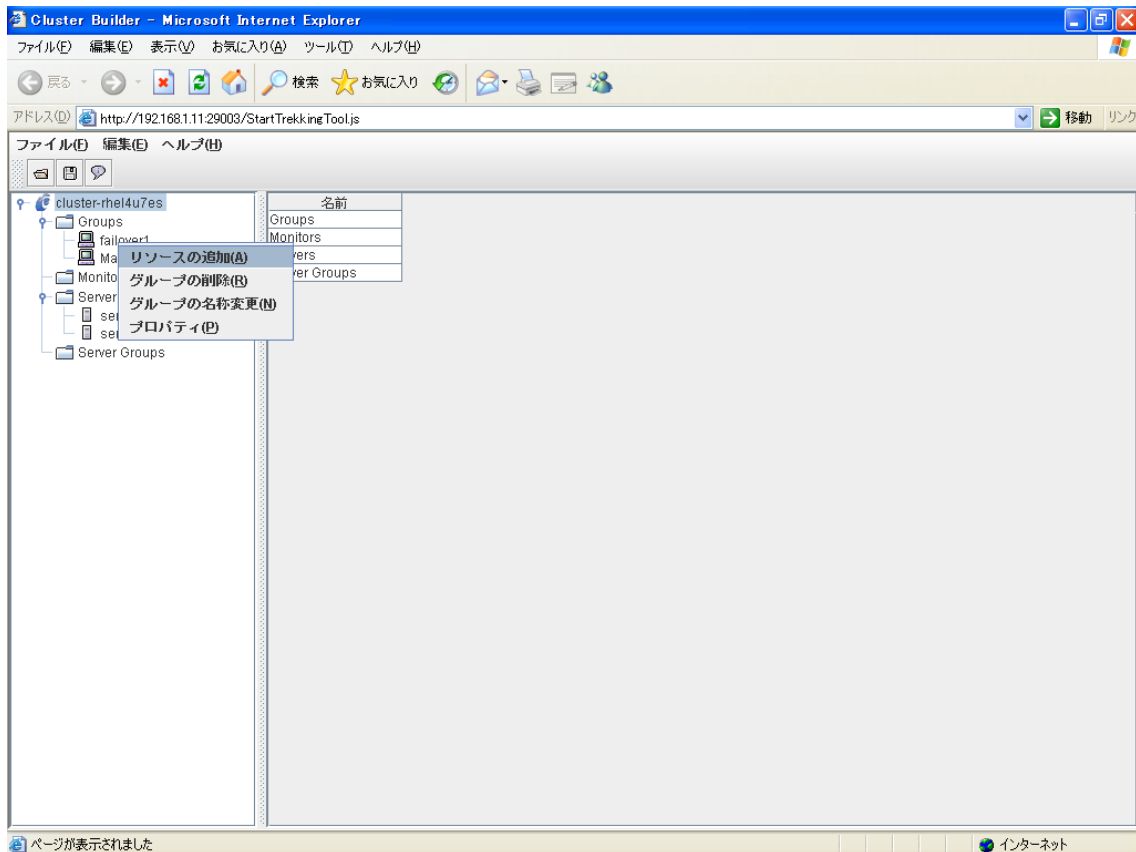 Cluster Builder - Microsoft Internet Explorer
ファイル(F) 編集(E) 表示(V) お気に入り(A) ツール(T) ヘルプ(H)
戻る 検索 お気に入り
アドレス(D) http://192.168.1.11:29003/StartTrekkingTool.js 移動 リンク
ファイル(F) 編集(E) ヘルプ(H)
cluster-rhel4u7es 名前
Groups Groups
failover1 Monitors
Ma リソースの追加(A) vers
Monito グループの削除(R) ver Groups
Server グループの名称変更(N)
ser
ser プロパティ(P)
Server Groups
ページが表示されました インターネット